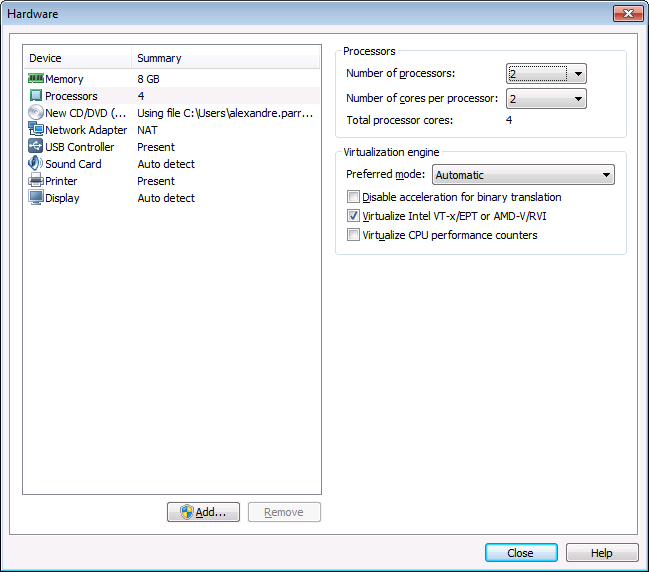 Hardware
Device Summary
Memory 8 GB
Processors 4
New CD/DVD (... Using file C:\Users\alexandre.parr...
Network Adapter NAT
USB Controller Present
Sound Card Auto detect
Printer Present
Display Auto detect
Add...
Remove
Processors
Number of processors: 2
Number of cores per processor: 2
Total processor cores: 4
Virtualization engine
Preferred mode: Automatic
Disable acceleration for binary translation
Virtualize Intel VT-x/EPT or AMD-V/RVI
Virtualize CPU performance counters
Close
Help